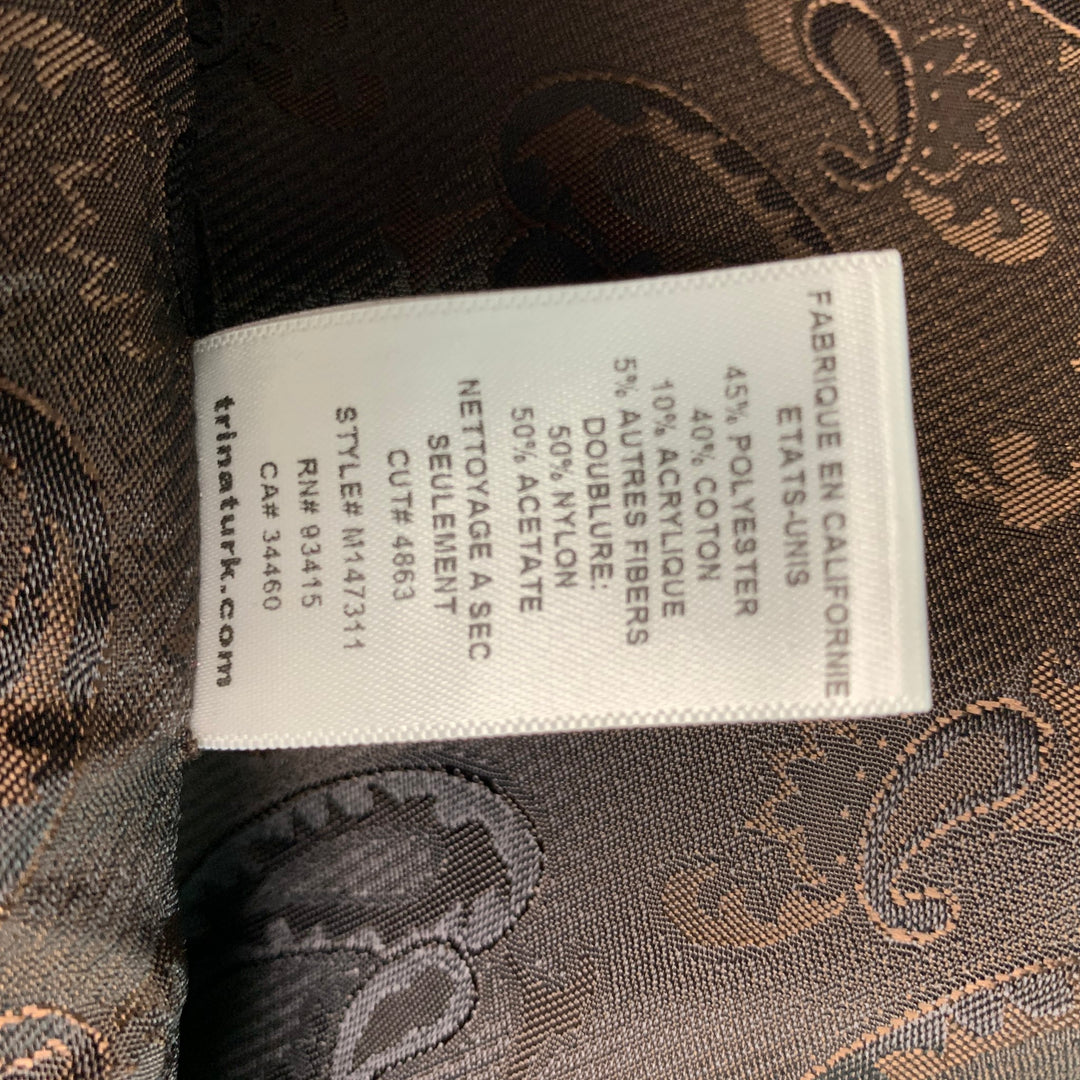 FABRIQUE EN CALIFORNIE
ETATS-UNIS
45% POLYESTER
40% COTON
10% ACRYLIQUE
5% AUTRES FIBERS
DOUBLURE:
50% NYLON
50% ACETATE
NETTOYAGE A SEC
SEULEMENT
CUT# 4863
STYLE# M147311
RN# 93415
CA# 34460
trinaturk.com